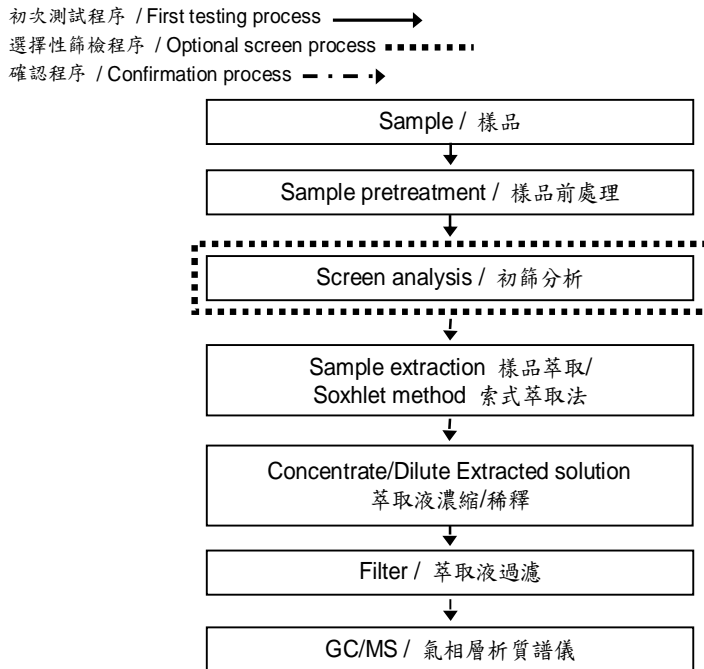 初次測試程序 / First testing process
選擇性篩檢程序 / Optional screen process
確認程序 / Confirmation process
Sample / 樣品
Sample pretreatment / 樣品前處理
Screen analysis / 初篩分析
Sample extraction 樣品萃取/
Soxhlet method 索式萃取法
Concentrate/Dilute Extracted solution
萃取液濃縮/稀釋
Filter / 萃取液過濾
GC/MS / 氣相層析質譜儀